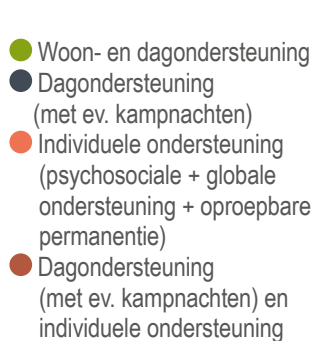 Woon- en dagondersteuning
Dagondersteuning
(met ev. kampnachten)
Individuele ondersteuning
(psychosociale + globale
ondersteuning + oproepbare
permanentie)
Dagondersteuning
(met ev. kampnachten) en
individuele ondersteuning